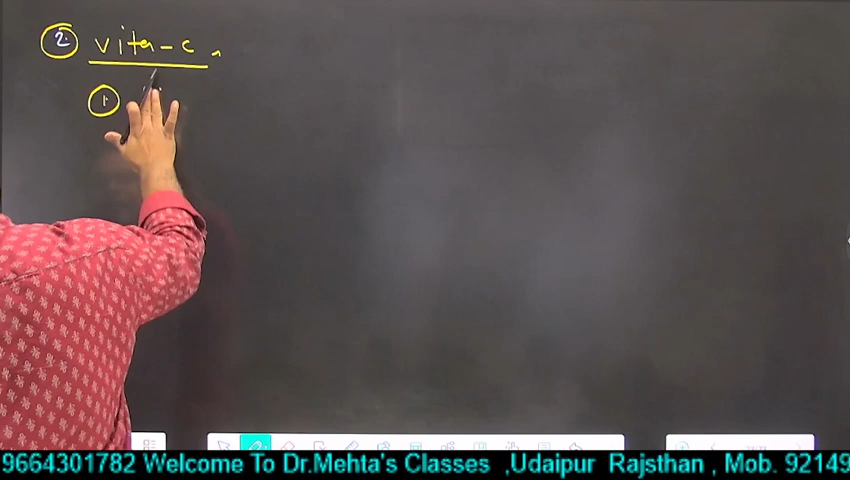 2. vita-c
1.
9664301782 Welcome To Dr.Mehta's Classes ,Udaipur Rajsthan , Mob. 92149